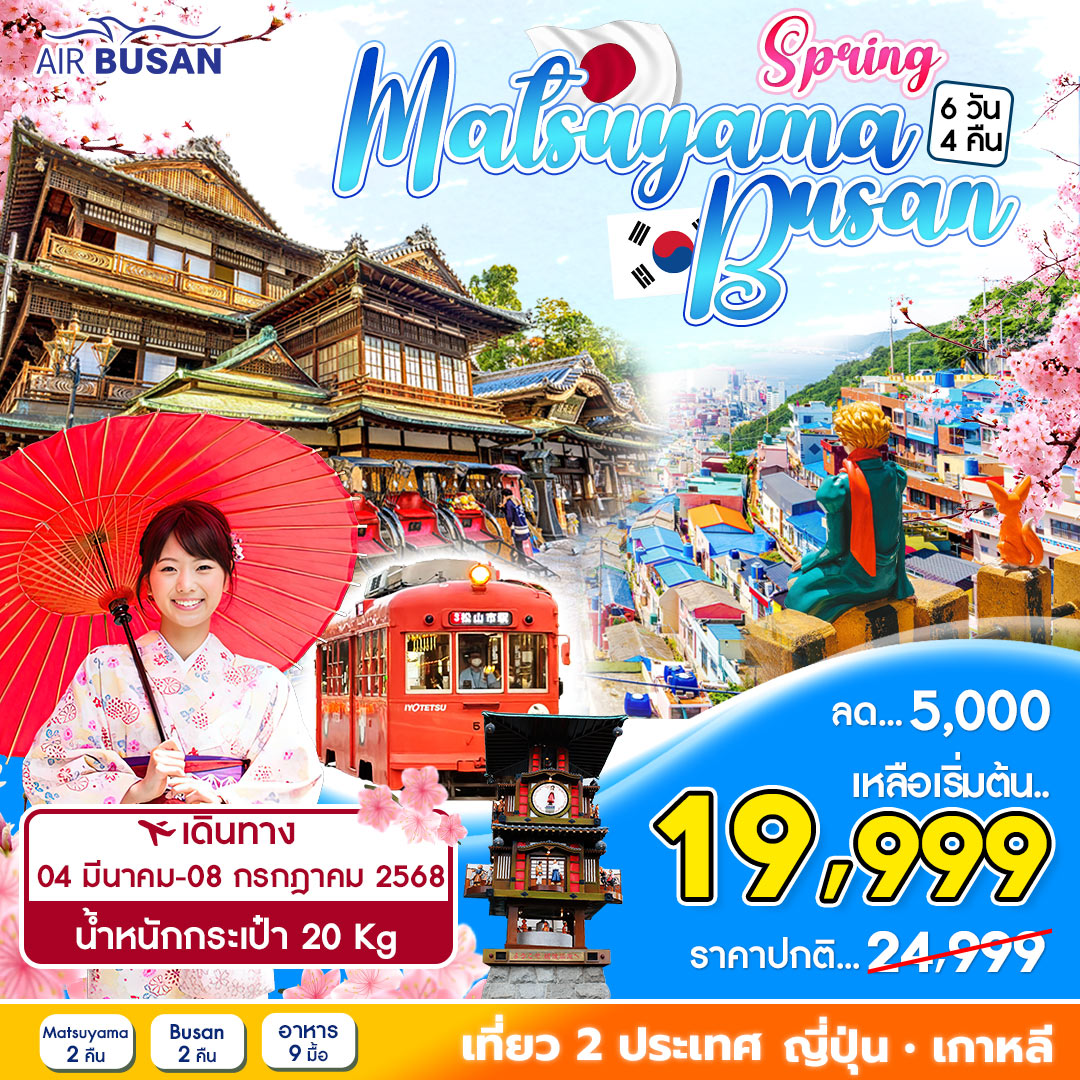 AIR BUSAN
Spring
Matsuyama
Busan
6 วัน
4 คืน
松山市駅
IYOTETSU
5
ลด... 5,000
เหลือเริ่มต้น..
19,999
ราคาปกติ... 24,999
เดินทาง
04 มีนาคม-08 กรกฎาคม 2568
น้ำหนักกระเป๋า 20 Kg
Matsuyama
2 คืน
Busan
2 คืน
อาหาร
9 มื้อ
เที่ยว 2 ประเทศ ญี่ปุ่น • เกาหลี